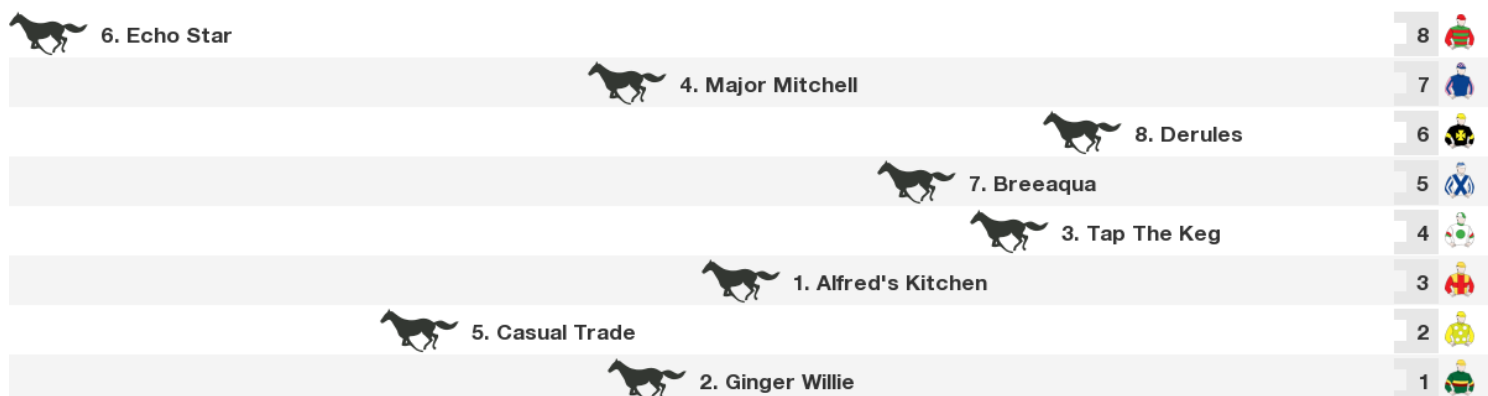 6. Echo Star 8
4. Major Mitchell 7
8. Derules 6
7. Breeaqua 5
3. Tap The Keg 4
1. Alfred's Kitchen 3
5. Casual Trade 2
2. Ginger Willie 1